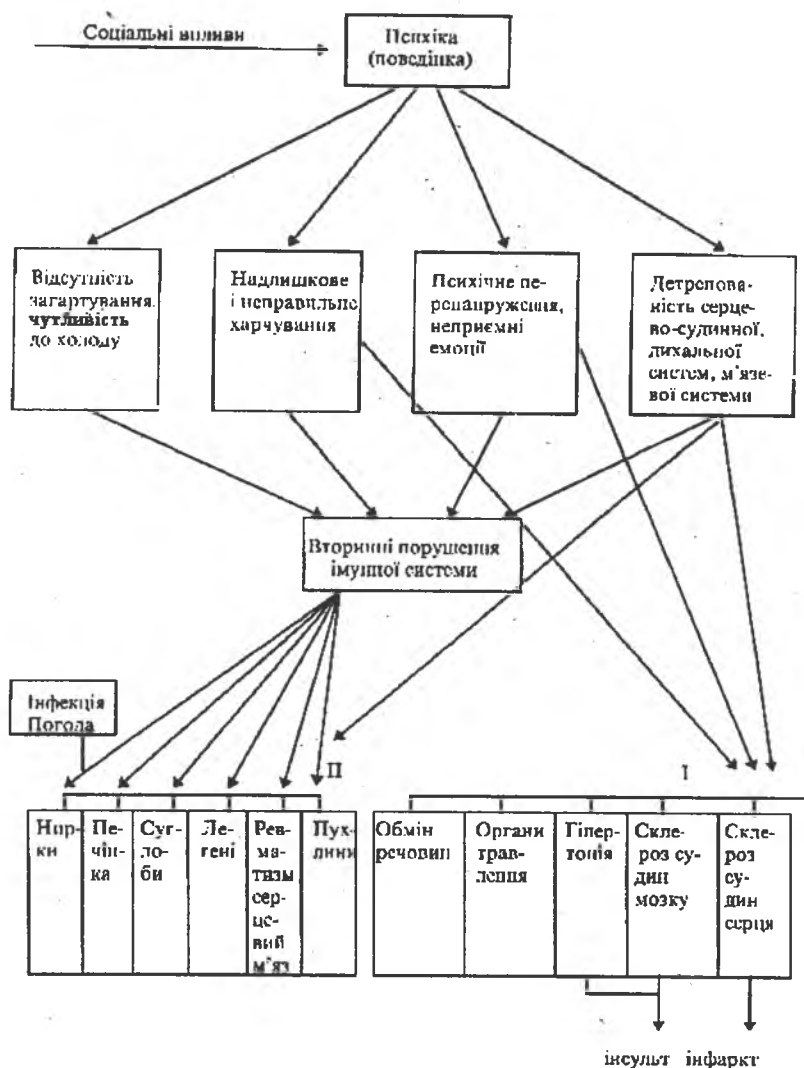 Соціальні впливи
Психіка
(поведінка)
Відсутність
загартування,
чутливість
до холоду
Надлишкове
і неправильне
харчування
Психічне пе-
ренапруження,
неприємні
емоції
Детренова-
ність серце-
во-судинної,
дихальної
систем, м'язе-
вої системи
Вторинні порушення
імунної системи
Інфекція
Погода
II
I
Нир-
ки
Пе-
чін-
ка
Суг-
ло-
би
Ле-
гені
Рев-
ма-
тизм
сер-
це-
вий
м'яз
Пух-
лини
Обмін
речовин
Органи
трав-
лення
Гіпер-
тонія
Скле-
роз су-
дин
мозку
Скле-
роз
су-
дин
серця
інсульт інфаркт